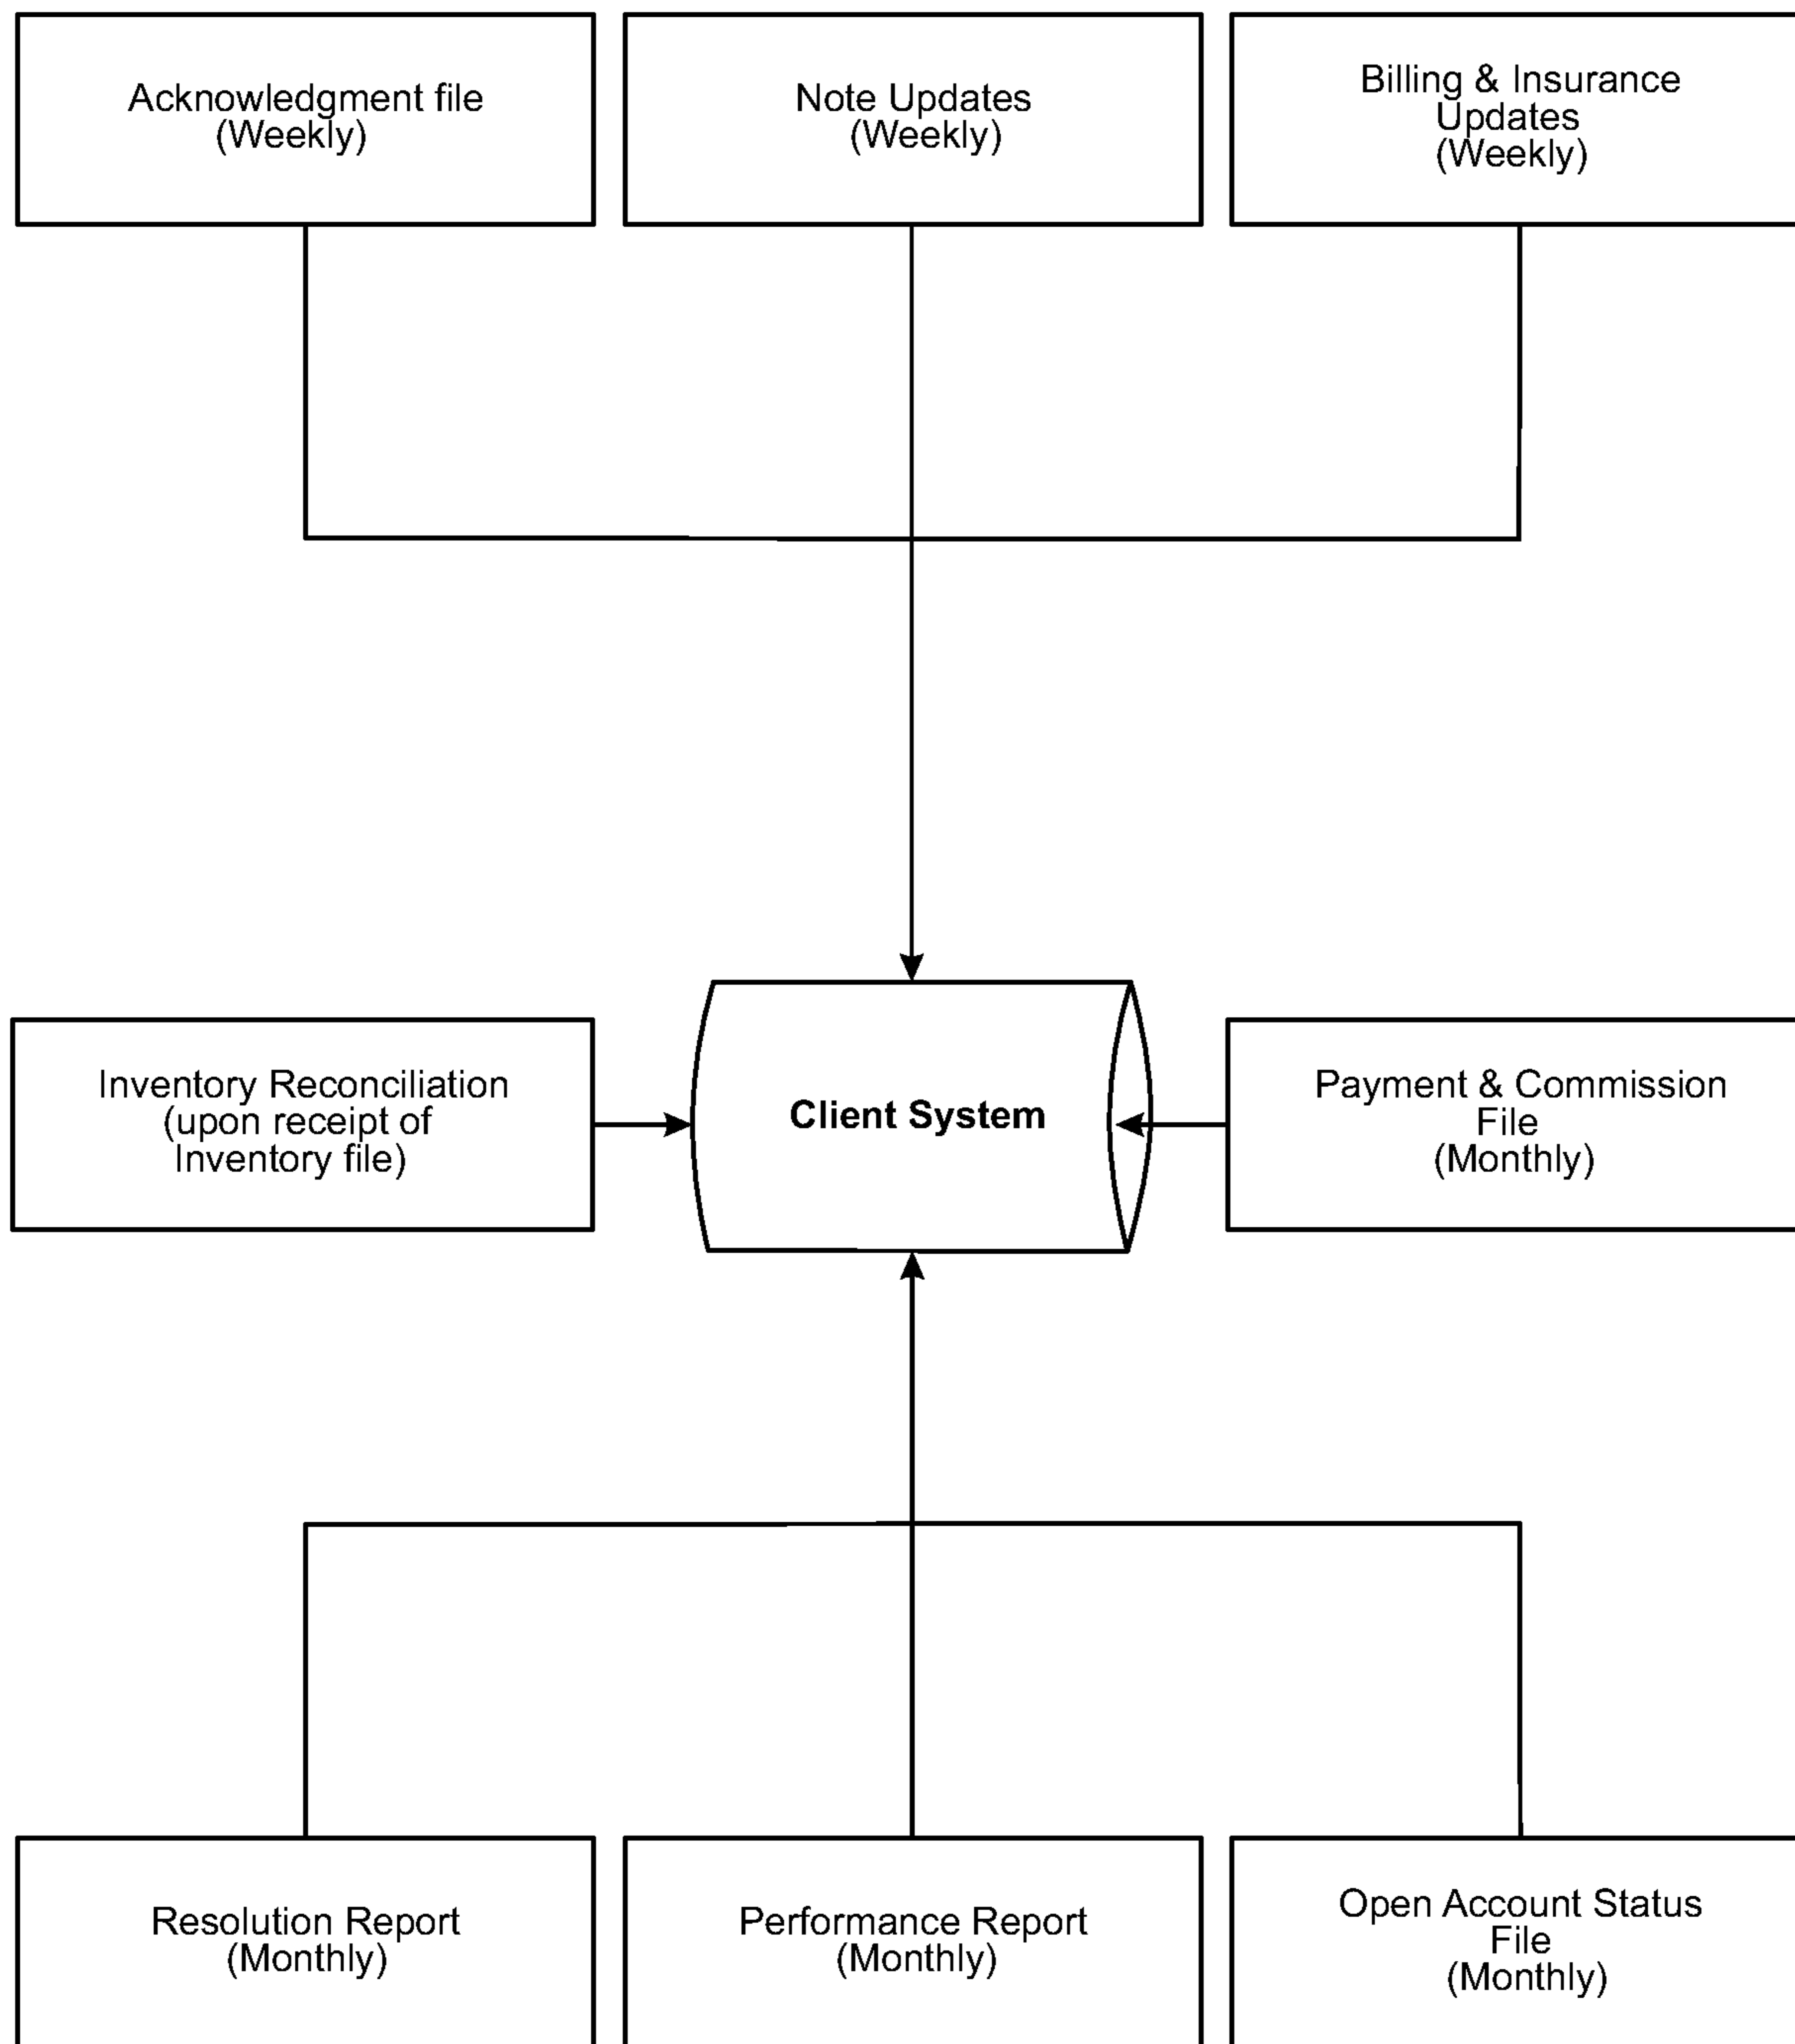 Acknowledgment file
(Weekly)
Note Updates
(Weekly)
Billing & Insurance
Updates
(Weekly)
Inventory Reconciliation
(upon receipt of
Inventory file)
Client System
Payment & Commission
File
(Monthly)
Resolution Report
(Monthly)
Performance Report
(Monthly)
Open Account Status
File
(Monthly)